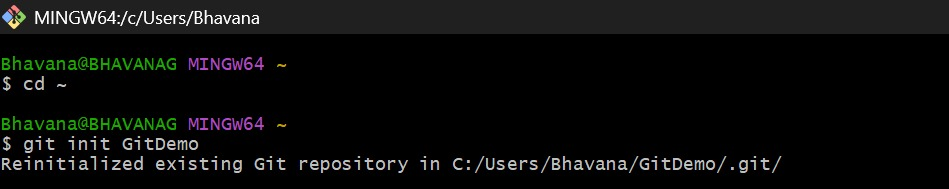 MINGW64:/c/Users/Bhavana
Bhavana@BHAVANAG MINGW64 ~
$ cd ~
Bhavana@BHAVANAG MINGW64 ~
$ git init GitDemo
Reinitialized existing Git repository in C:/Users/Bhavana/GitDemo/.git/